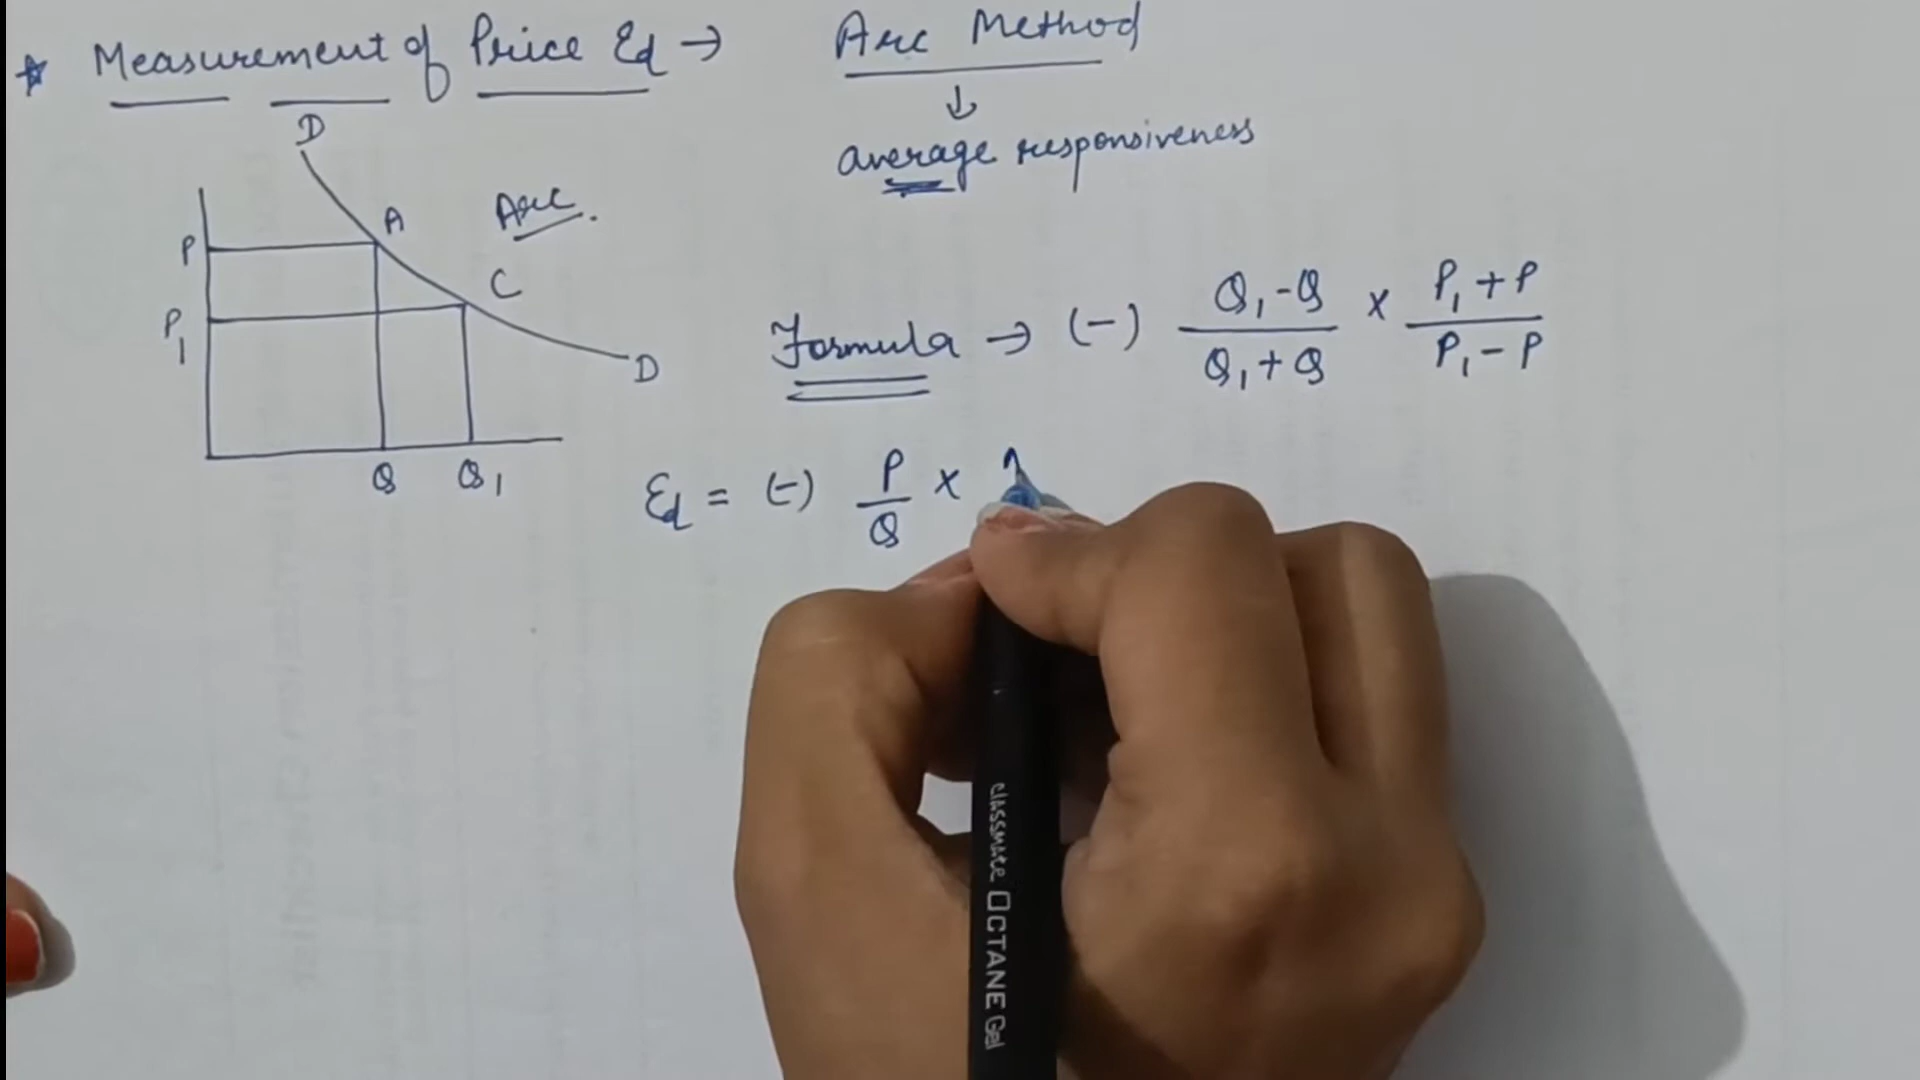 ★ Measurement of Price Ed → Arc Method
↓
average responsiveness
D
A
Arc.
P
C
P1
D
Q Q1
Formula → (-) Q1 - Q / Q1 + Q × P1 + P / P1 - P
Ed = (-) P / Q ×
classmate OCTANE Gel